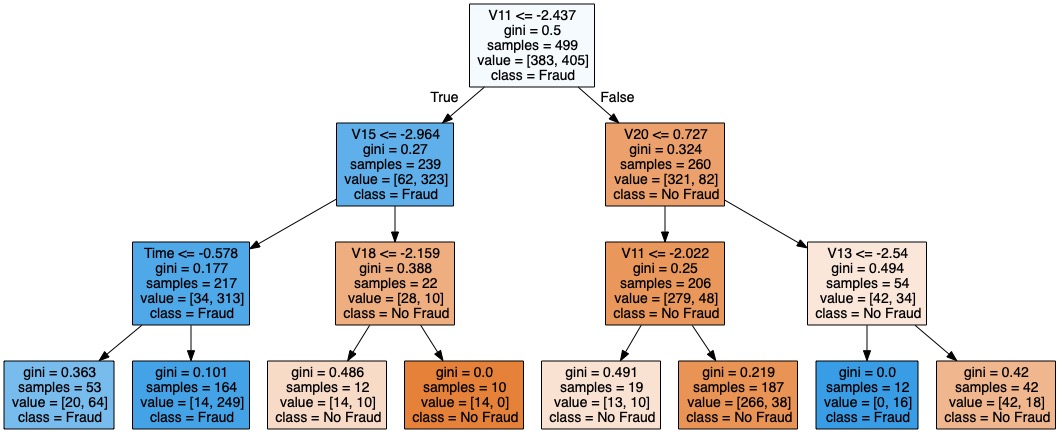 V11 <= -2.437
gini = 0.5
samples = 499
value = [383, 405]
class = Fraud
True
False
V15 <= -2.964
gini = 0.27
samples = 239
value = [62, 323]
class = Fraud
V20 <= 0.727
gini = 0.324
samples = 260
value = [321, 82]
class = No Fraud
Time <= -0.578
gini = 0.177
samples = 217
value = [34, 313]
class = Fraud
V18 <= -2.159
gini = 0.388
samples = 22
value = [28, 10]
class = No Fraud
V11 <= -2.022
gini = 0.25
samples = 206
value = [279, 48]
class = No Fraud
V13 <= -2.54
gini = 0.494
samples = 54
value = [42, 34]
class = No Fraud
gini = 0.363
samples = 53
value = [20, 64]
class = Fraud
gini = 0.101
samples = 164
value = [14, 249]
class = Fraud
gini = 0.486
samples = 12
value = [14, 10]
class = No Fraud
gini = 0.0
samples = 10
value = [14, 0]
class = No Fraud
gini = 0.491
samples = 19
value = [13, 10]
class = No Fraud
gini = 0.219
samples = 187
value = [266, 38]
class = No Fraud
gini = 0.0
samples = 12
value = [0, 16]
class = Fraud
gini = 0.42
samples = 42
value = [42, 18]
class = No Fraud